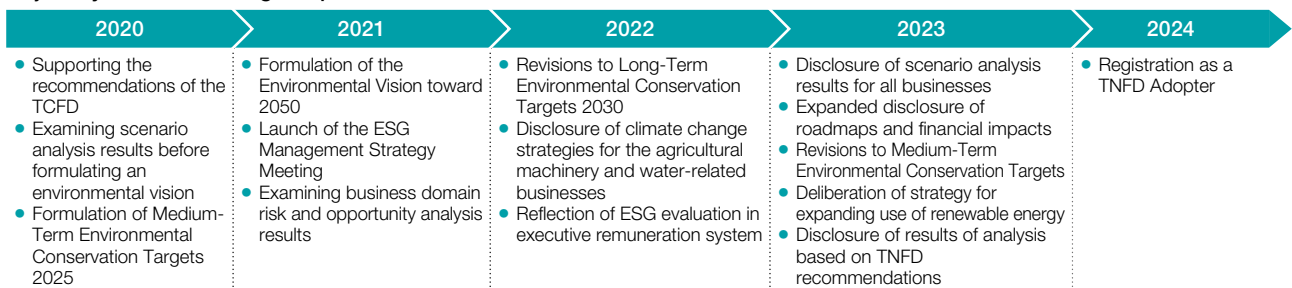 2020
2021
2022
2023
2024
● Supporting the
recommendations of the
TCFD
● Examining scenario
analysis results before
formulating an
environmental vision
● Formulation of Medium-
Term Environmental
Conservation Targets
2025
● Formulation of the
Environmental Vision toward
2050
● Launch of the ESG
Management Strategy
Meeting
● Examining business domain
risk and opportunity analysis
results
● Revisions to Long-Term
Environmental Conservation
Targets 2030
● Disclosure of climate change
strategies for the agricultural
machinery and water-related
businesses
● Reflection of ESG evaluation in
executive remuneration system
● Disclosure of scenario analysis
results for all businesses
● Expanded disclosure of
roadmaps and financial impacts
● Revisions to Medium-Term
Environmental Conservation Targets
● Deliberation of strategy for
expanding use of renewable energy
● Disclosure of results of analysis
based on TNFD
recommendations
● Registration as a
TNFD Adopter